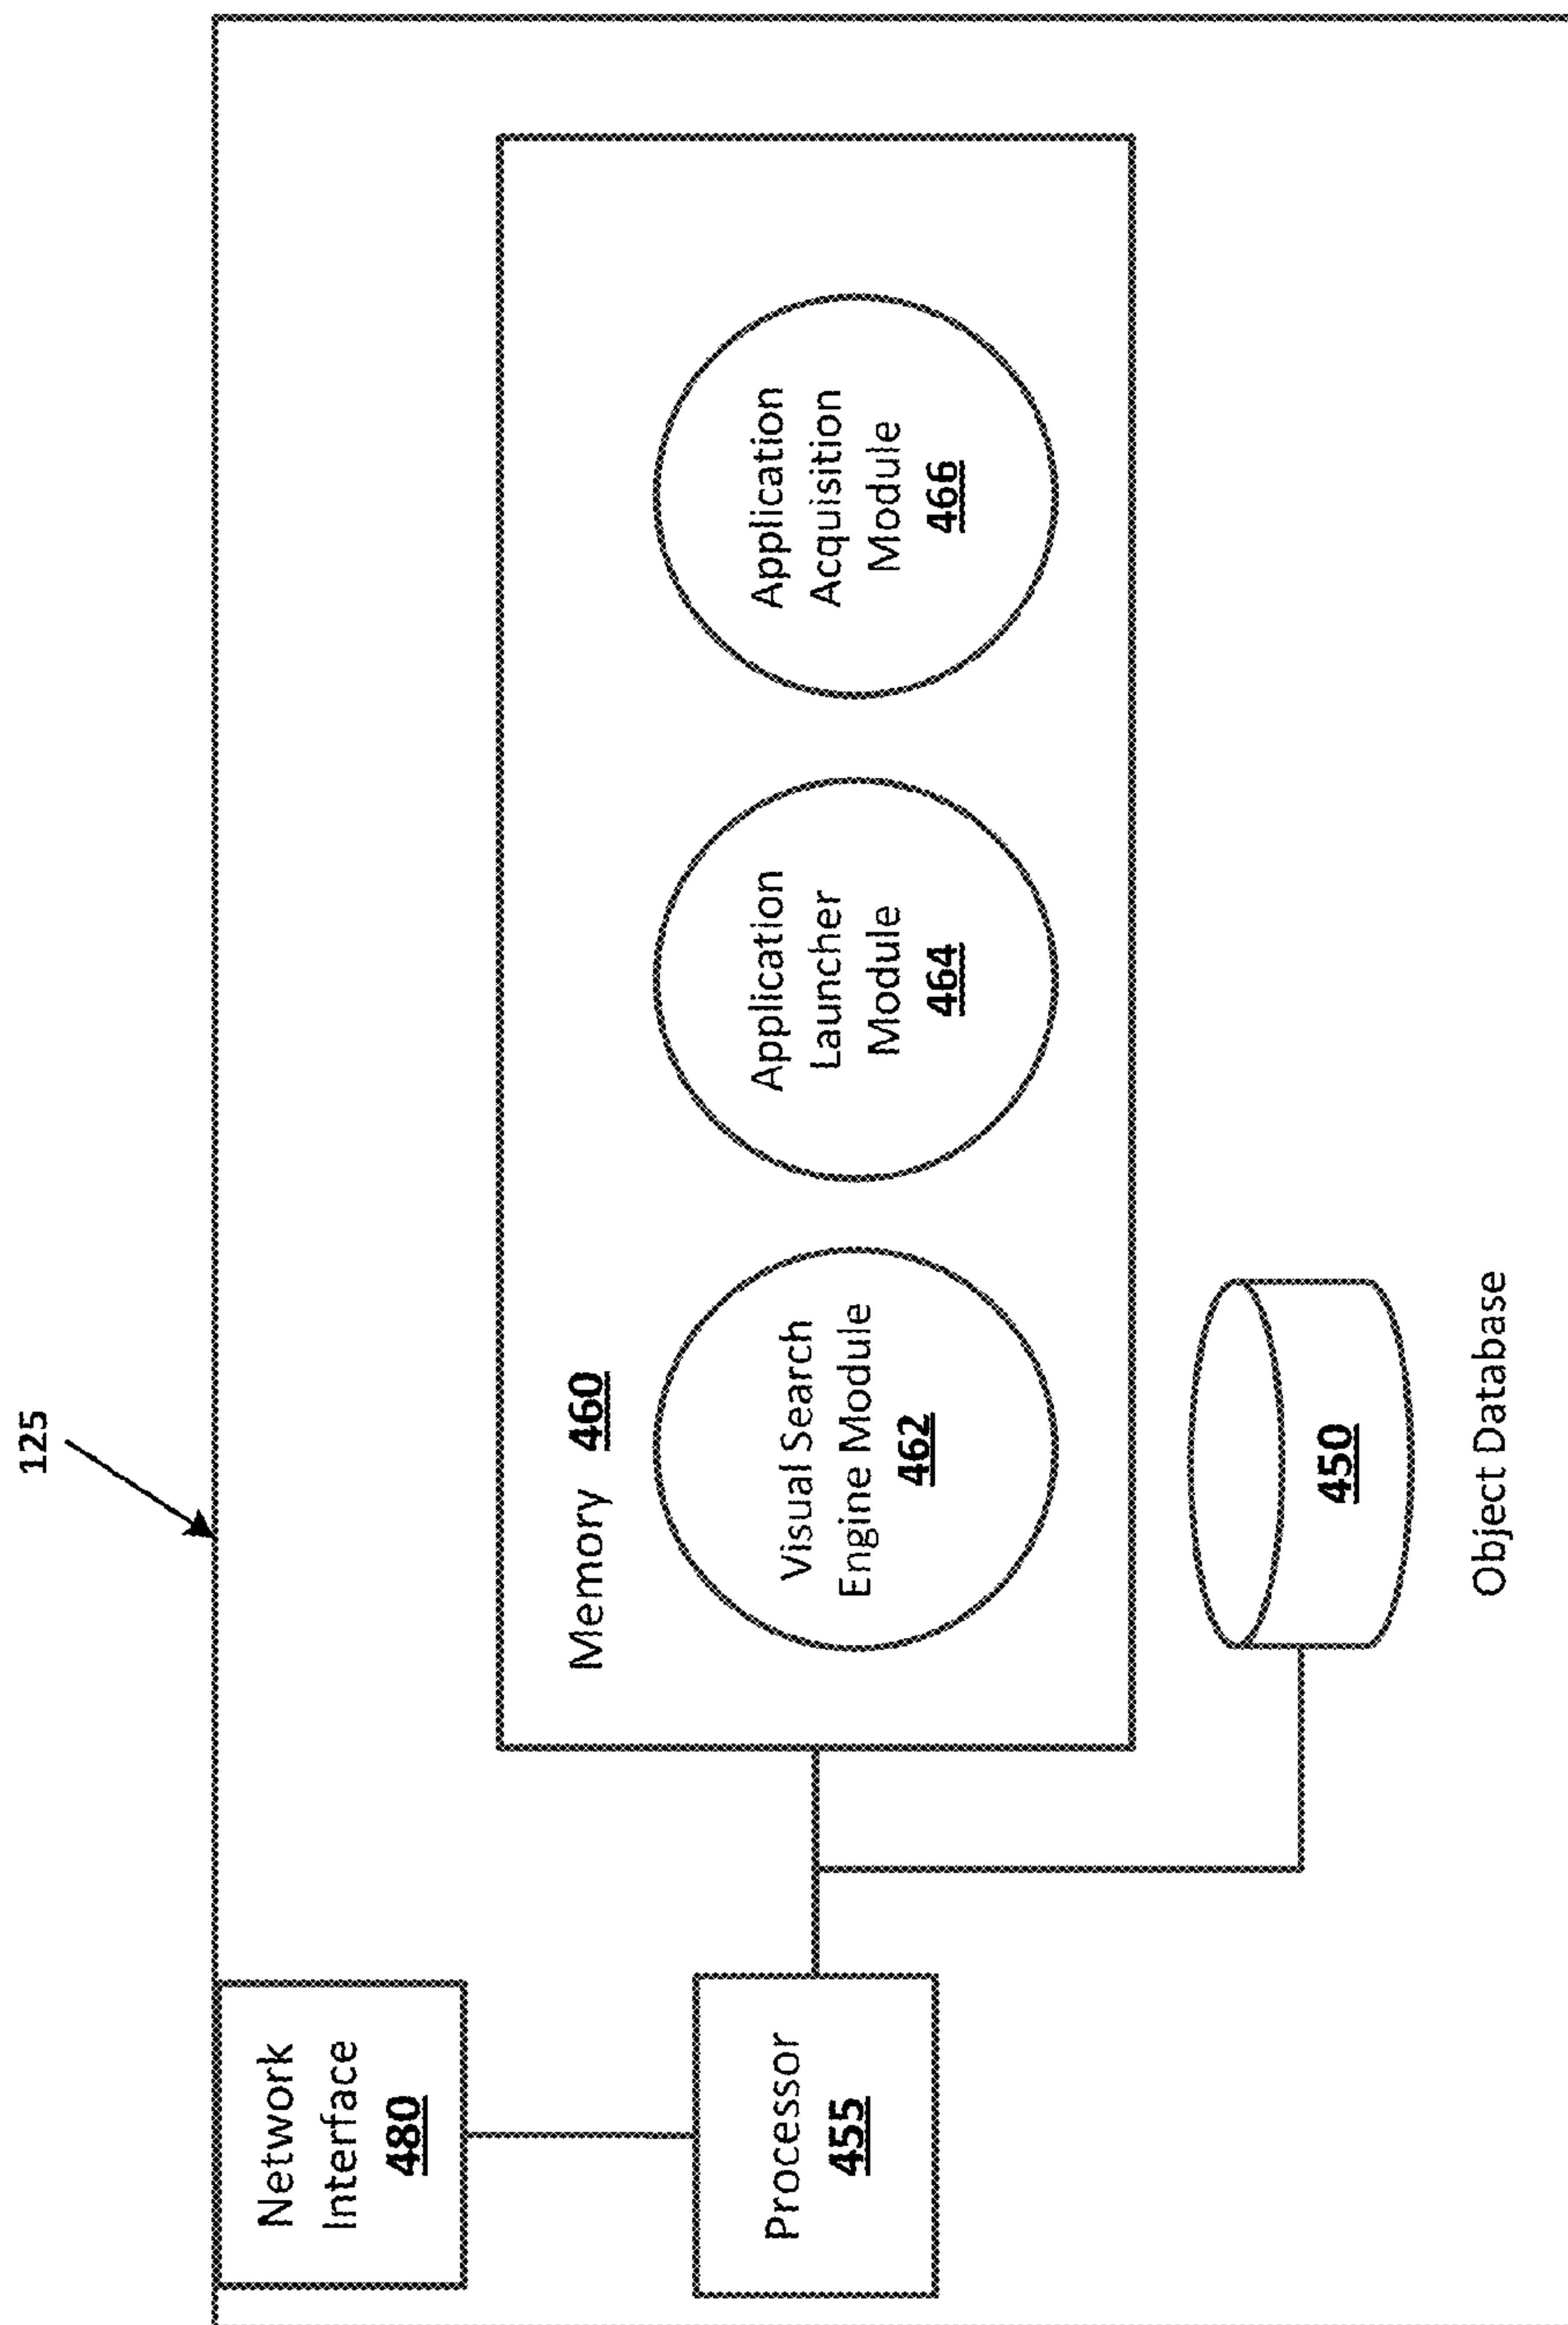 125
Network
Interface
480
Memory 460
Visual Search
Engine Module
462
Application
Launcher
Module
464
Application
Acquisition
Module
466
Processor
455
450
Object Database